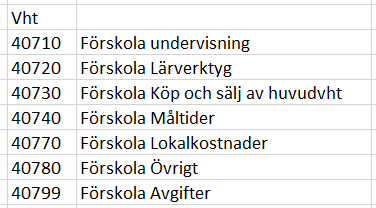 Vht
40710 Förskola undervisning
40720 Förskola Lärverktyg
40730 Förskola Köp och sälj av huvudvht
40740 Förskola Måltider
40770 Förskola Lokalkostnader
40780 Förskola Övrigt
40799 Förskola Avgifter